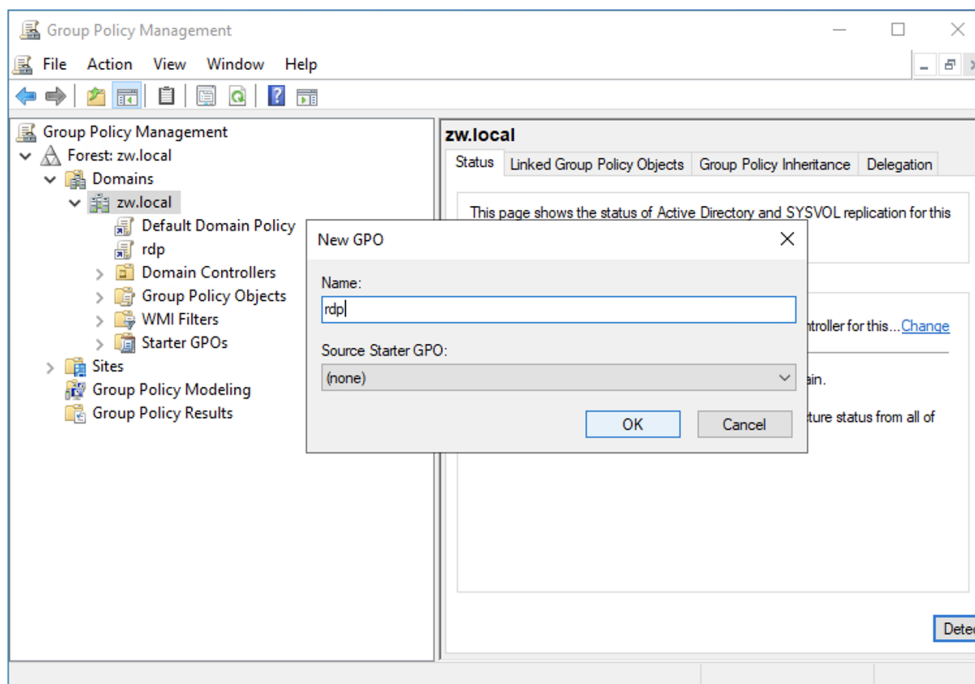 Group Policy Management
File Action View Window Help
Group Policy Management
Forest: zw.local
Domains
zw.local
Default Domain Policy
rdp
Domain Controllers
Group Policy Objects
WMI Filters
Starter GPOs
Sites
Group Policy Modeling
Group Policy Results
zw.local
Status Linked Group Policy Objects Group Policy Inheritance Delegation
This page shows the status of Active Directory and SYSVOL replication for this
New GPO
Name:
rdp
Source Starter GPO:
(none)
OK Cancel
for this...Change
status from all of